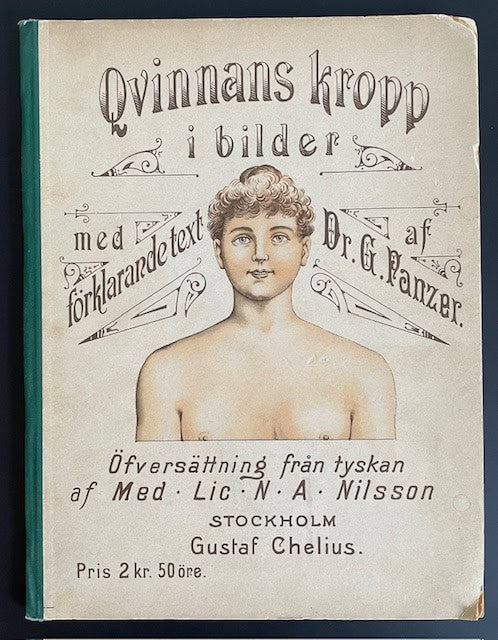 Qvinnans kropp
i bilder
med
förklarande text
af
Dr. G. Panzer.
Öfversättning från tyskan
af Med · Lic · N · A · Nilsson
STOCKHOLM
Gustaf Chelius.
Pris 2 kr. 50 öre.